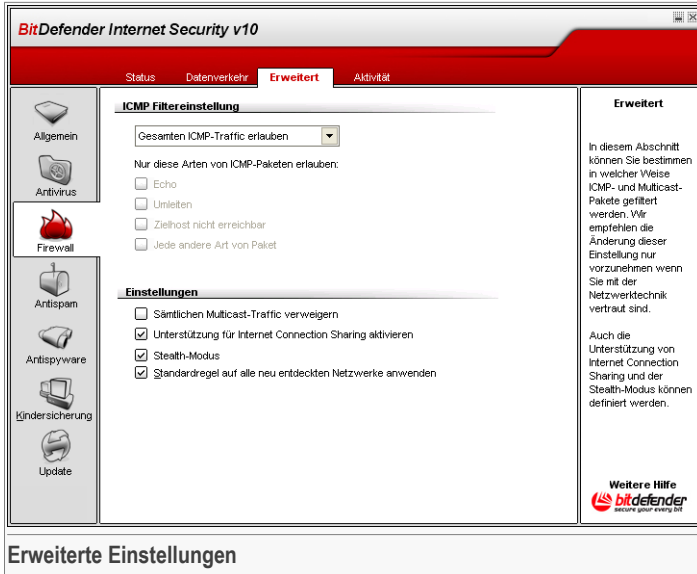 BitDefender Internet Security v10
Status Datenverkehr Erweitert Aktivität
Allgemein
Antivirus
Firewall
Antispam
Antispyware
Kindersicherung
Update
ICMP Filtereinstellung
Gesamten ICMP-Traffic erlauben
Nur diese Arten von ICMP-Paketen erlauben:
Echo
Umleiten
Zielhost nicht erreichbar
Jede andere Art von Paket
Einstellungen
Sämtlichen Multicast-Traffic verweigern
Unterstützung für Internet Connection Sharing aktivieren
Stealth-Modus
Standardregel auf alle neu entdeckten Netzwerke anwenden
Erweitert
In diesem Abschnitt
können Sie bestimmen
in welcher Weise
ICMP- und Multicast-
Pakete gefiltert
werden. Wir
empfehlen die
Änderung dieser
Einstellung nur
vorzunehmen wenn
Sie mit der
Netzwerktechnik
vertraut sind.
Auch die
Unterstützung von
Internet Connection
Sharing und der
Stealth-Modus können
definiert werden.
Weitere Hilfe
bitdefender
secure your every bit
Erweiterte Einstellungen